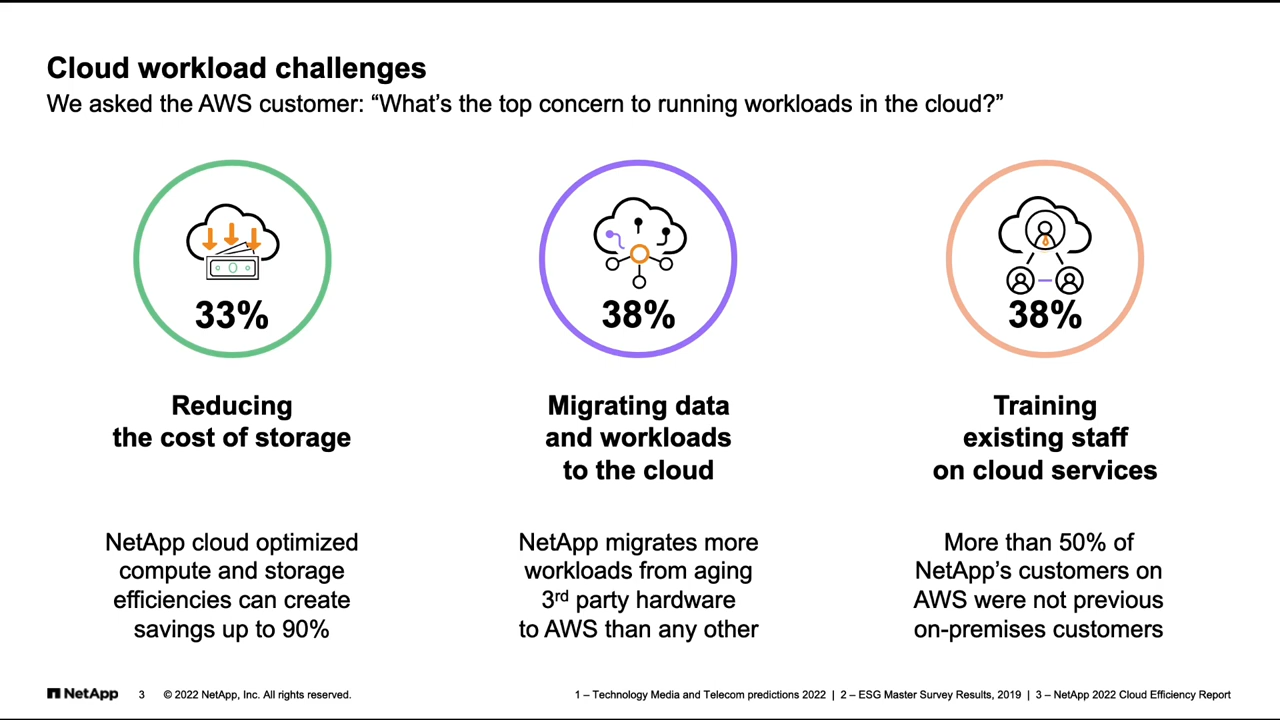 Cloud workload challenges
We asked the AWS customer: “What’s the top concern to running workloads in the cloud?”
33%
Reducing
the cost of storage
NetApp cloud optimized
compute and storage
efficiencies can create
savings up to 90%
38%
Migrating data
and workloads
to the cloud
NetApp migrates more
workloads from aging
3rd party hardware
to AWS than any other
38%
Training
existing staff
on cloud services
More than 50% of
NetApp’s customers on
AWS were not previous
on-premises customers
NetApp 3 © 2022 NetApp, Inc. All rights reserved. 1 – Technology Media and Telecom predictions 2022 | 2 – ESG Master Survey Results, 2019 | 3 – NetApp 2022 Cloud Efficiency Report